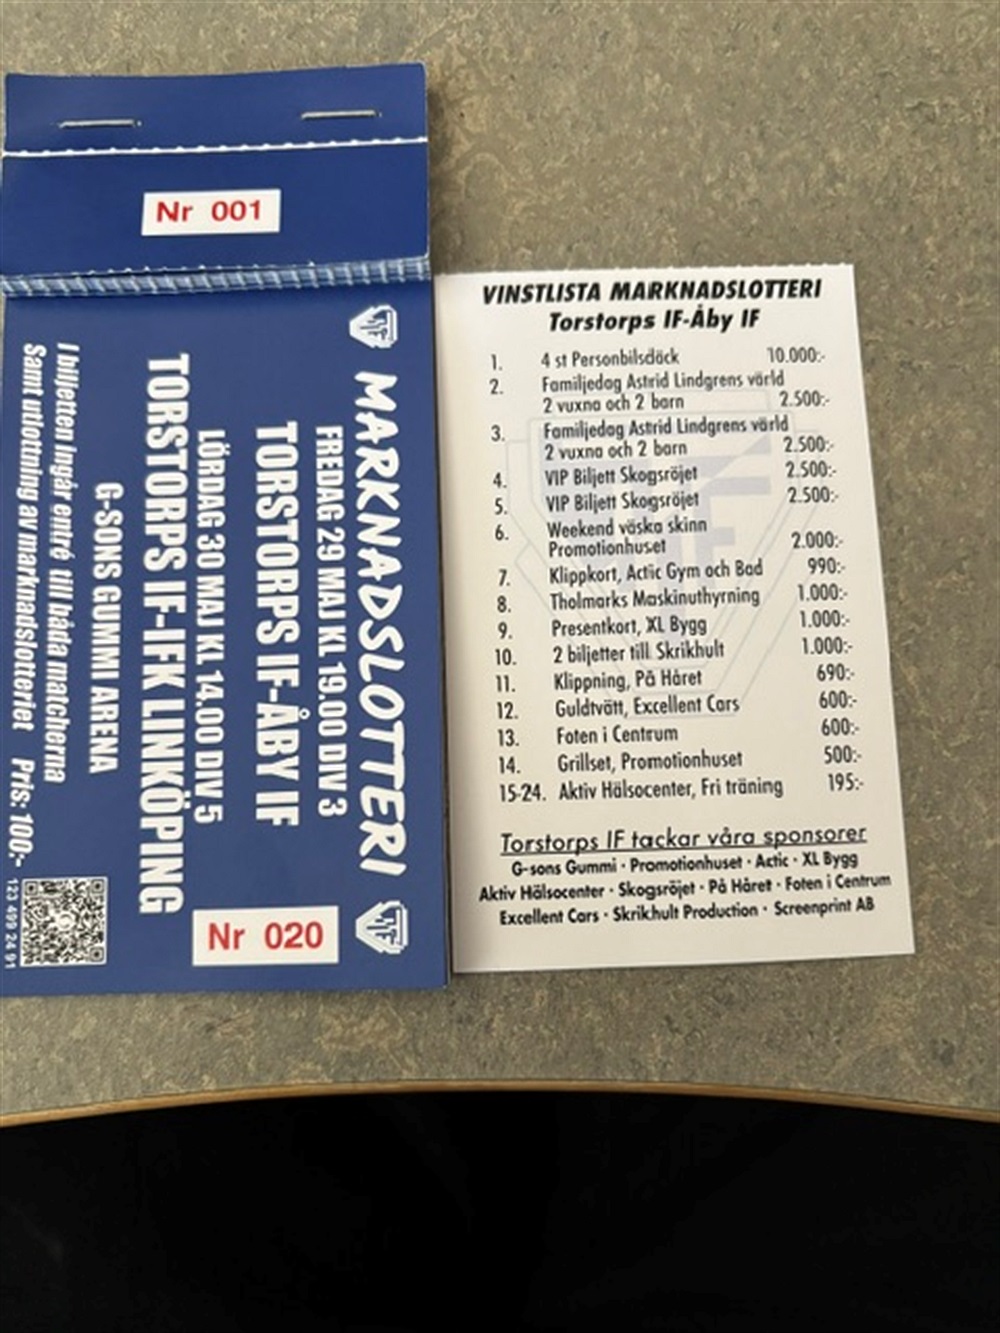 Nr 001
MARKNADSLOTTERI
FREDAG 29 MAJ KL 19.00 DIV 3
TORSTORPS IF-ÅBY IF
LÖRDAG 30 MAJ KL 14.00 DIV 5
TORSTORPS IF-IFK LINKÖPING
G-SONS GUMMI ARENA
I biljetten ingår entré till båda matcherna
Samt utlottning av marknadslotteriet Pris: 100:-
123 499 24 91
Nr 020
VINSTLISTA MARKNADSLOTTERI
Torstorps IF-Åby IF
1. 4 st Personbilsdäck 10.000:-
2. Familjedag Astrid Lindgrens värld
2 vuxna och 2 barn 2.500:-
3. Familjedag Astrid Lindgrens värld
2 vuxna och 2 barn 2.500:-
4. VIP Biljett Skogsröjet 2.500:-
5. VIP Biljett Skogsröjet 2.500:-
6. Weekend väska skinn
Promotionhuset 2.000:-
7. Klippkort, Actic Gym och Bad 990:-
8. Tholmarks Maskinuthyrning 1.000:-
9. Presentkort, XL Bygg 1.000:-
10. 2 biljetter till Skrikhult 1.000:-
11. Klippning, På Håret 690:-
12. Guldtvätt, Excellent Cars 600:-
13. Foten i Centrum 600:-
14. Grillset, Promotionhuset 500:-
15-24. Aktiv Hälsocenter, Fri träning 195:-
Torstorps IF tackar våra sponsorer
G-sons Gummi · Promotionhuset · Actic · XL Bygg
Aktiv Hälsocenter · Skogsröjet · På Håret · Foten i Centrum
Excellent Cars · Skrikhult Production · Screenprint AB